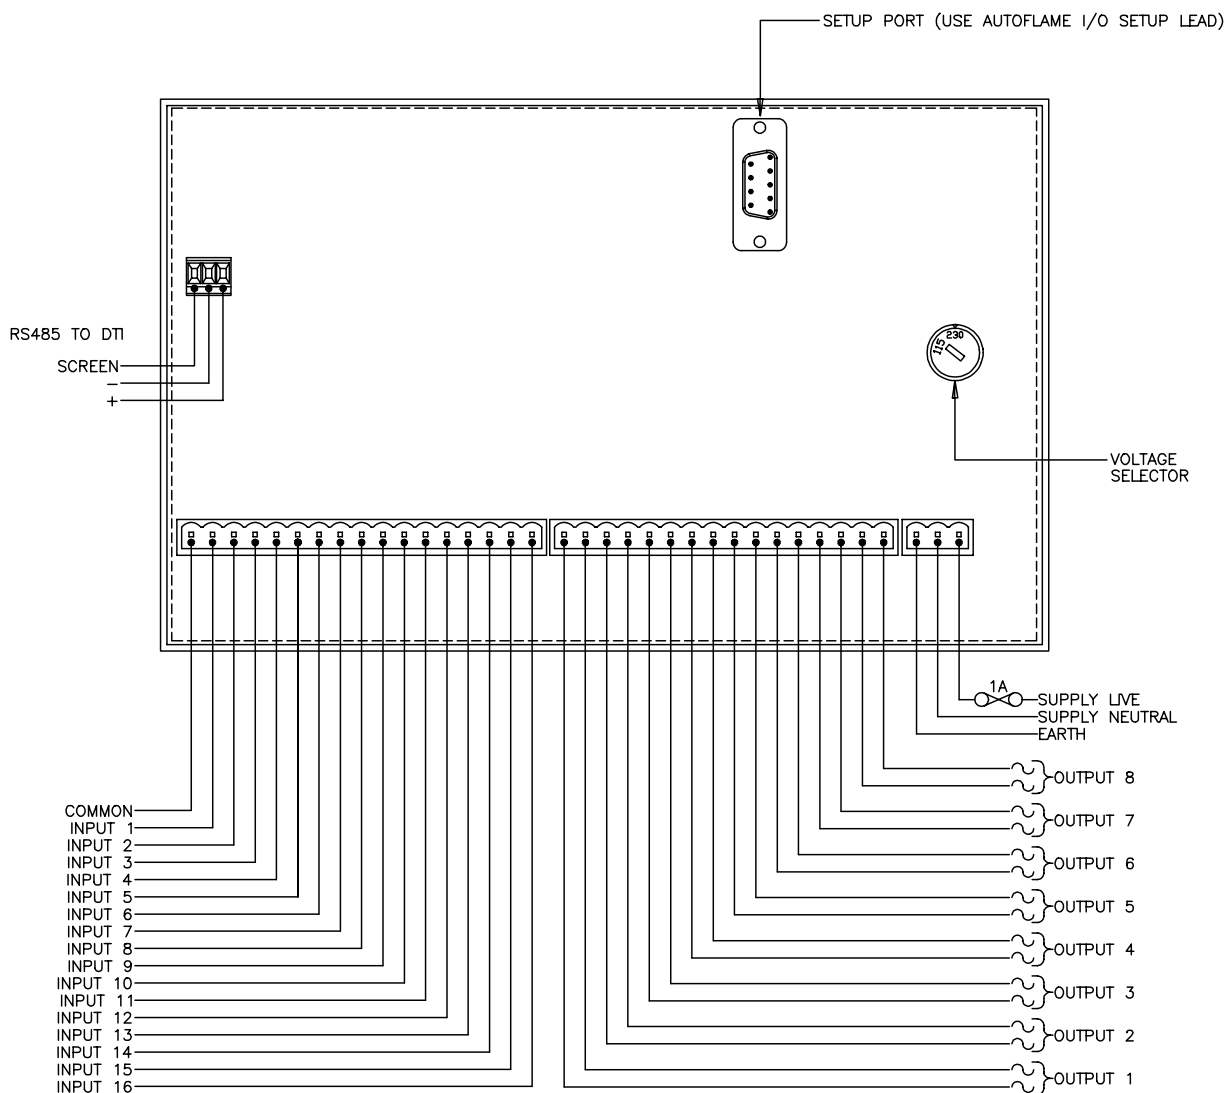 SETUP PORT (USE AUTOFLAME I/O SETUP LEAD)
RS485 TO DTI
SCREEN
-
+
115
230
VOLTAGE
SELECTOR
1A
SUPPLY LIVE
SUPPLY NEUTRAL
EARTH
OUTPUT 8
OUTPUT 7
OUTPUT 6
OUTPUT 5
OUTPUT 4
OUTPUT 3
OUTPUT 2
OUTPUT 1
COMMON
INPUT 1
INPUT 2
INPUT 3
INPUT 4
INPUT 5
INPUT 6
INPUT 7
INPUT 8
INPUT 9
INPUT 10
INPUT 11
INPUT 12
INPUT 13
INPUT 14
INPUT 15
INPUT 16